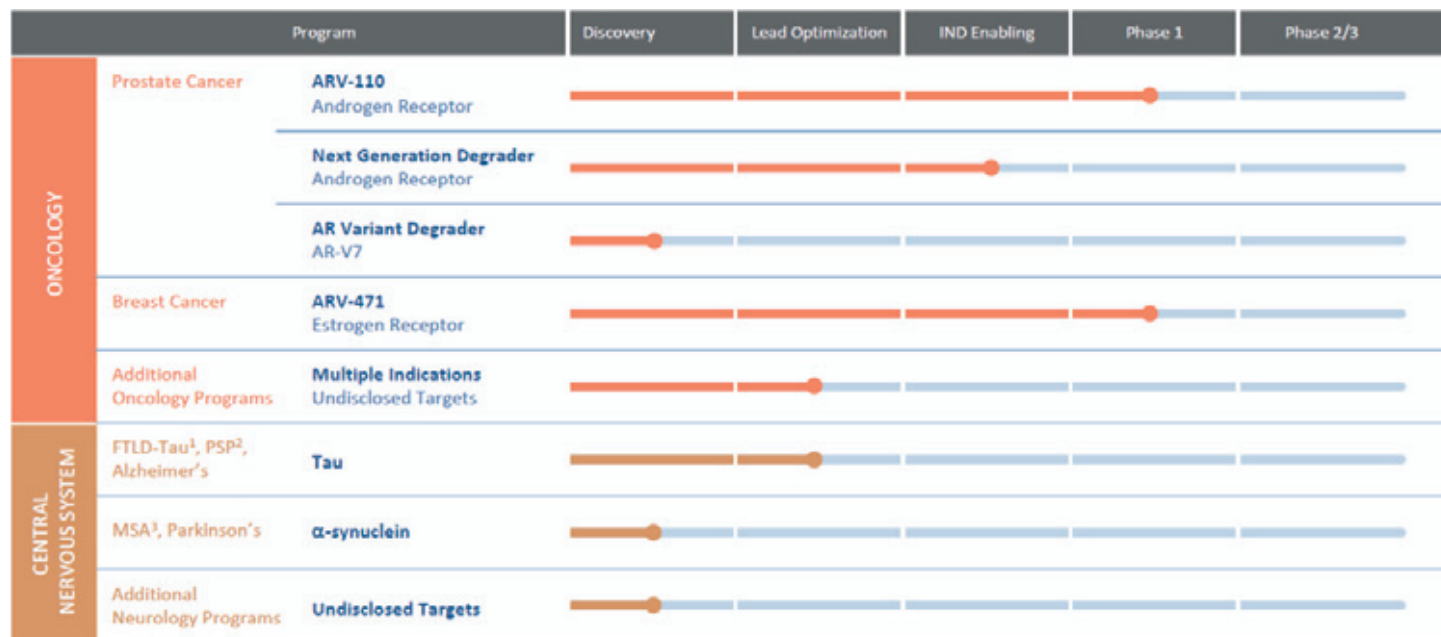 Program Discovery Lead Optimization IND Enabling Phase 1 Phase 2/3
ONCOLOGY
Prostate Cancer
ARV-110
Androgen Receptor
Next Generation Degrader
Androgen Receptor
AR Variant Degrader
AR-V7
Breast Cancer
ARV-471
Estrogen Receptor
Additional
Oncology Programs
Multiple Indications
Undisclosed Targets
CENTRAL
NERVOUS SYSTEM
FTLD-Tau¹, PSP²,
Alzheimer's
Tau
MSA³, Parkinson's
α-synuclein
Additional
Neurology Programs
Undisclosed Targets